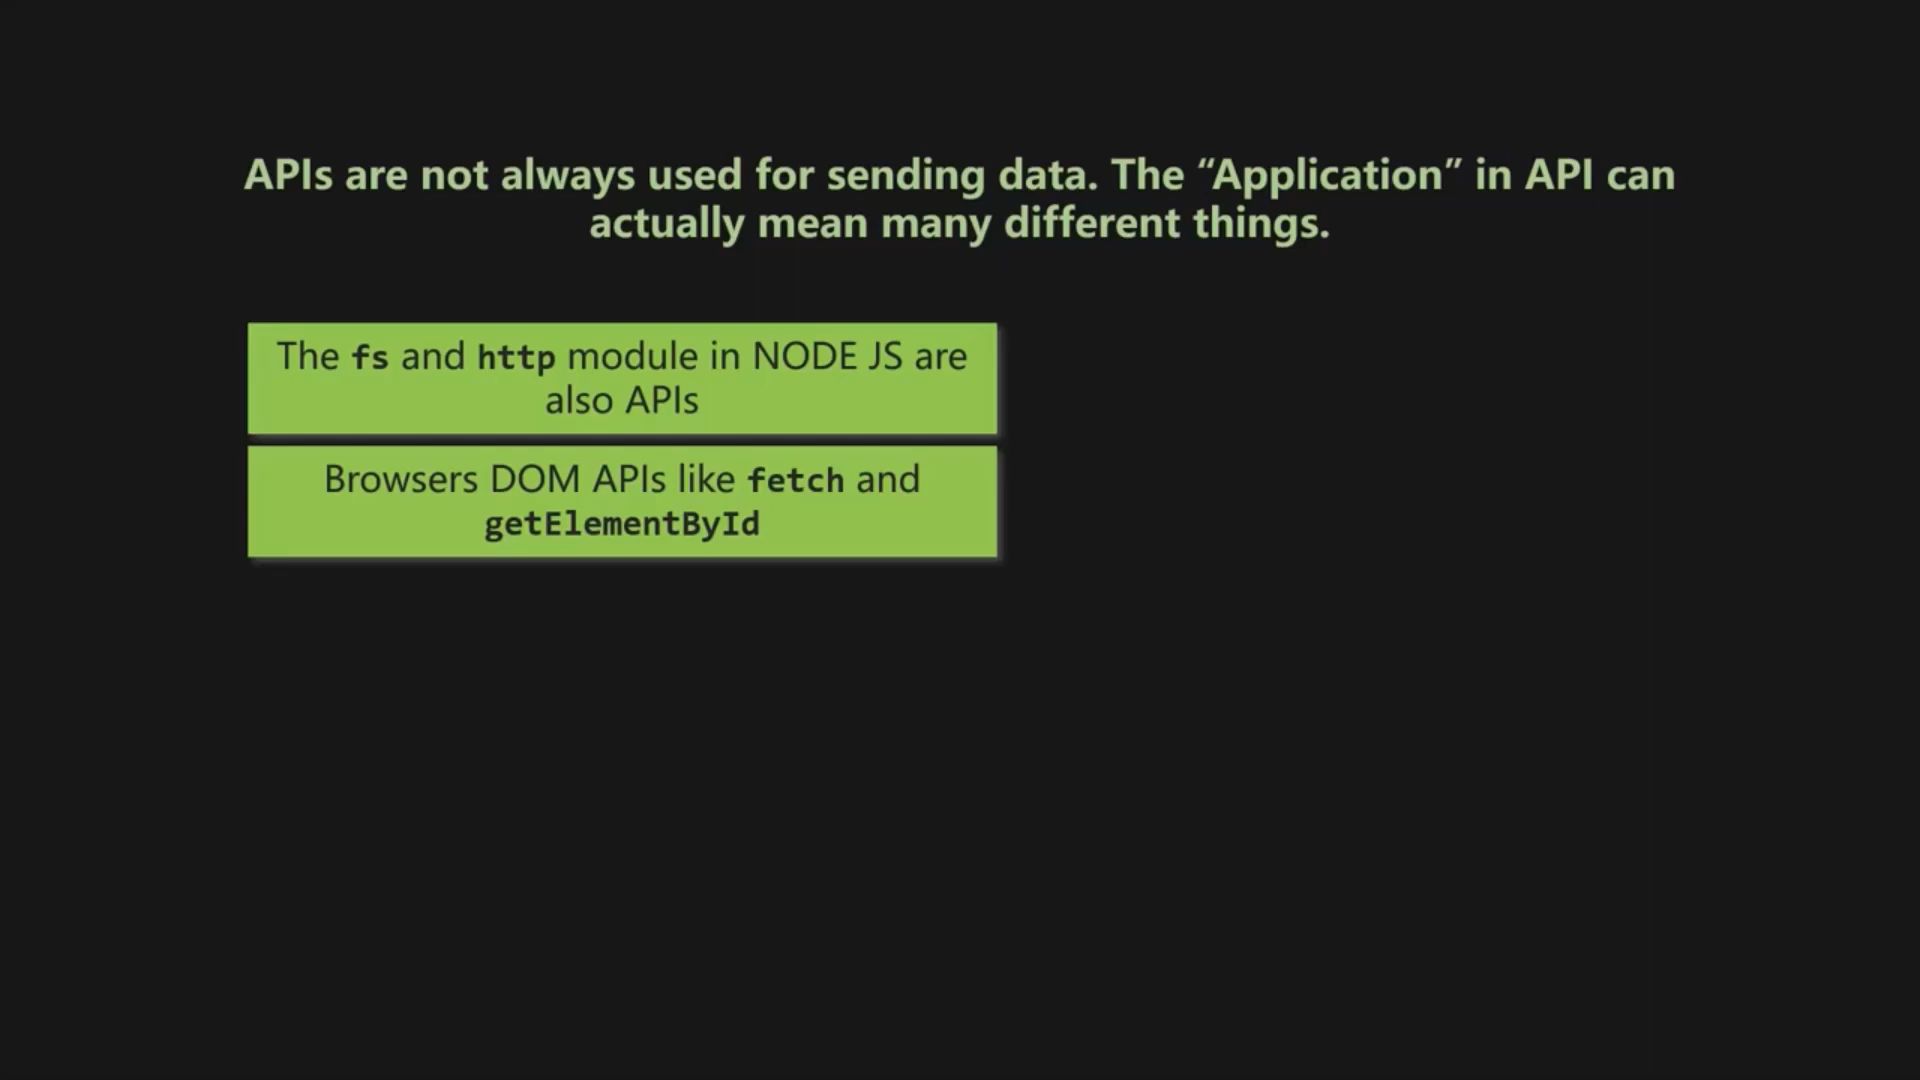 APIs are not always used for sending data. The “Application” in API can
actually mean many different things.
The fs and http module in NODE JS are
also APIs
Browsers DOM APIs like fetch and
getElementById